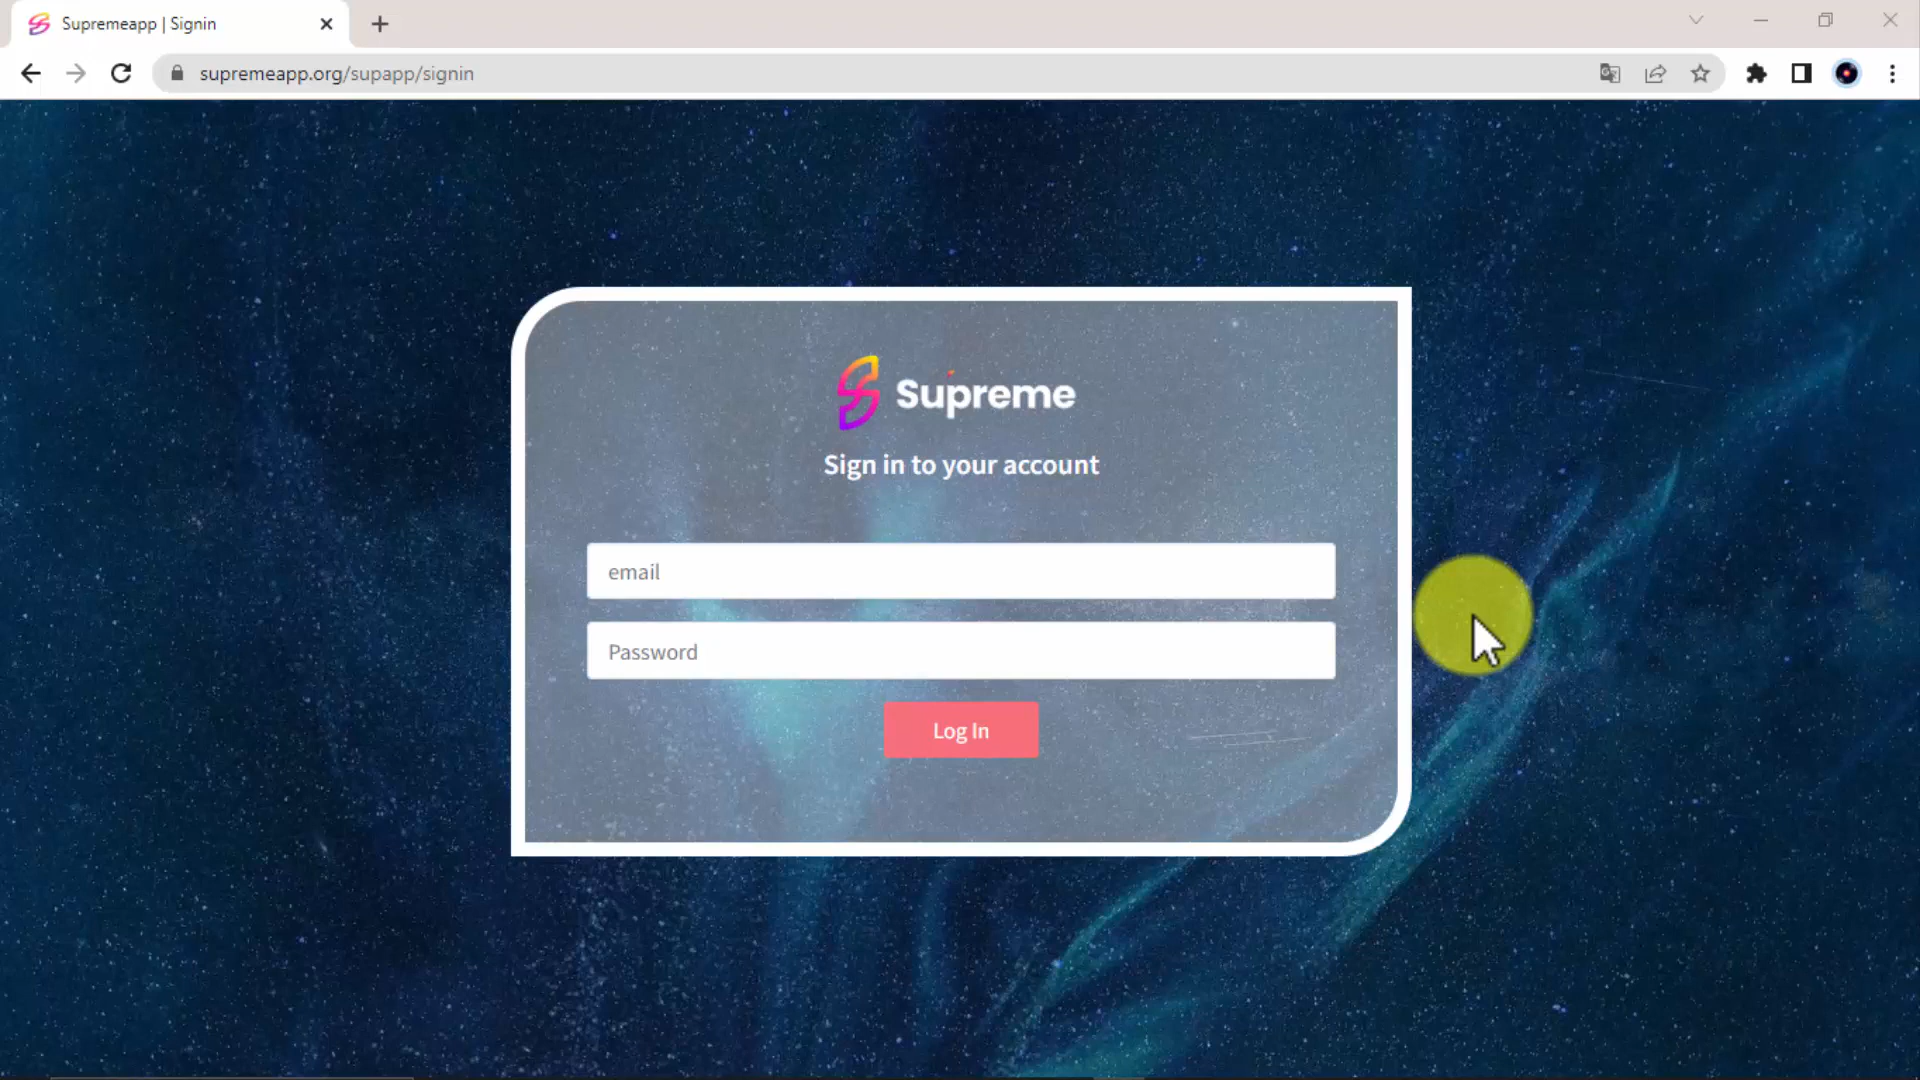 Supremeapp | Signin
supremeapp.org/supapp/signin
Supreme
Sign in to your account
email
Password
Log In